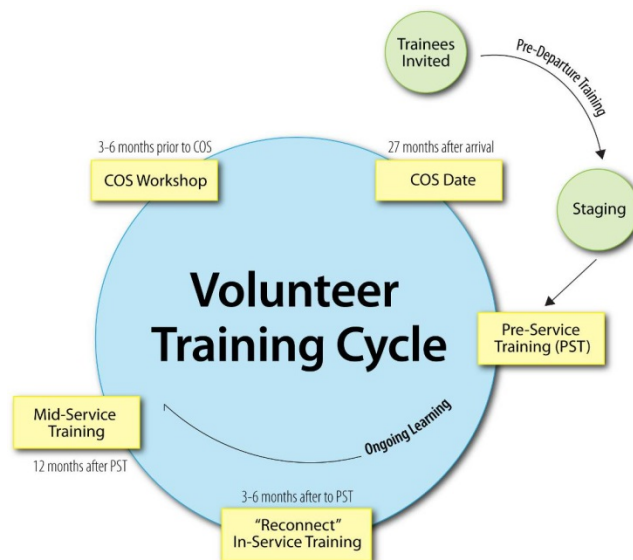 Trainees
Invited
Pre-Departure Training
Staging
Pre-Service
Training (PST)
3-6 months prior to COS
COS Workshop
27 months after arrival
COS Date
Volunteer
Training Cycle
Ongoing Learning
Mid-Service
Training
12 months after PST
3-6 months after to PST
“Reconnect”
In-Service Training